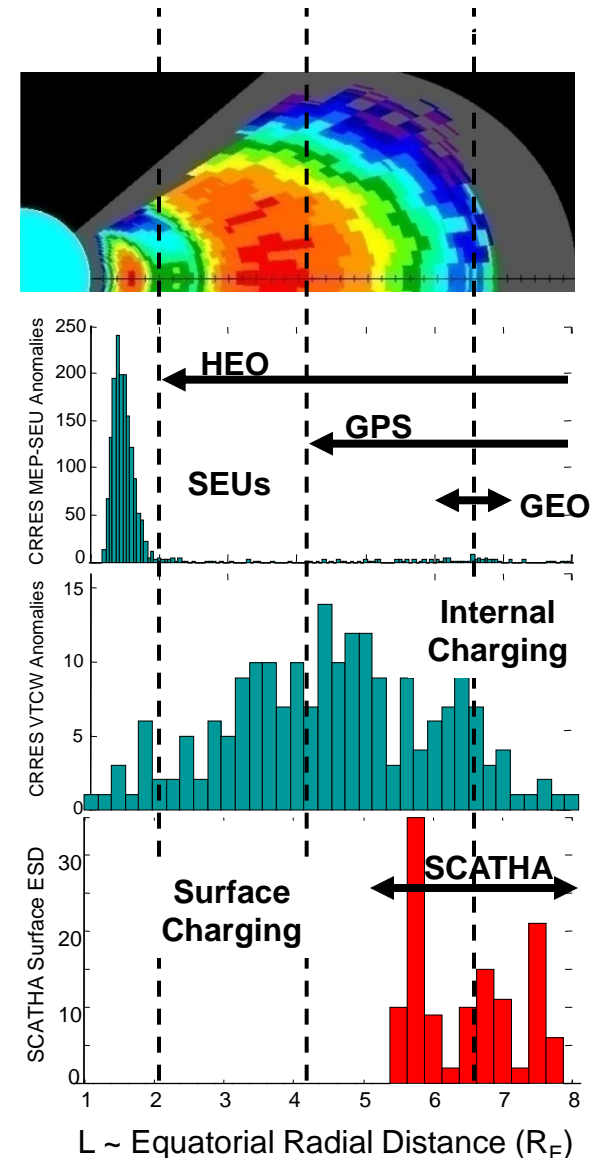 CRRES MEP-SEU Anomalies
250
200
150
100
50
0
HEO
GPS
SEUs
GEO
CRRES VTCW Anomalies
15
10
5
0
Internal
Charging
SCATHA Surface ESD
30
20
10
0
SCATHA
Surface
Charging
1 2 3 4 5 6 7 8
L ~ Equatorial Radial Distance (R_E)